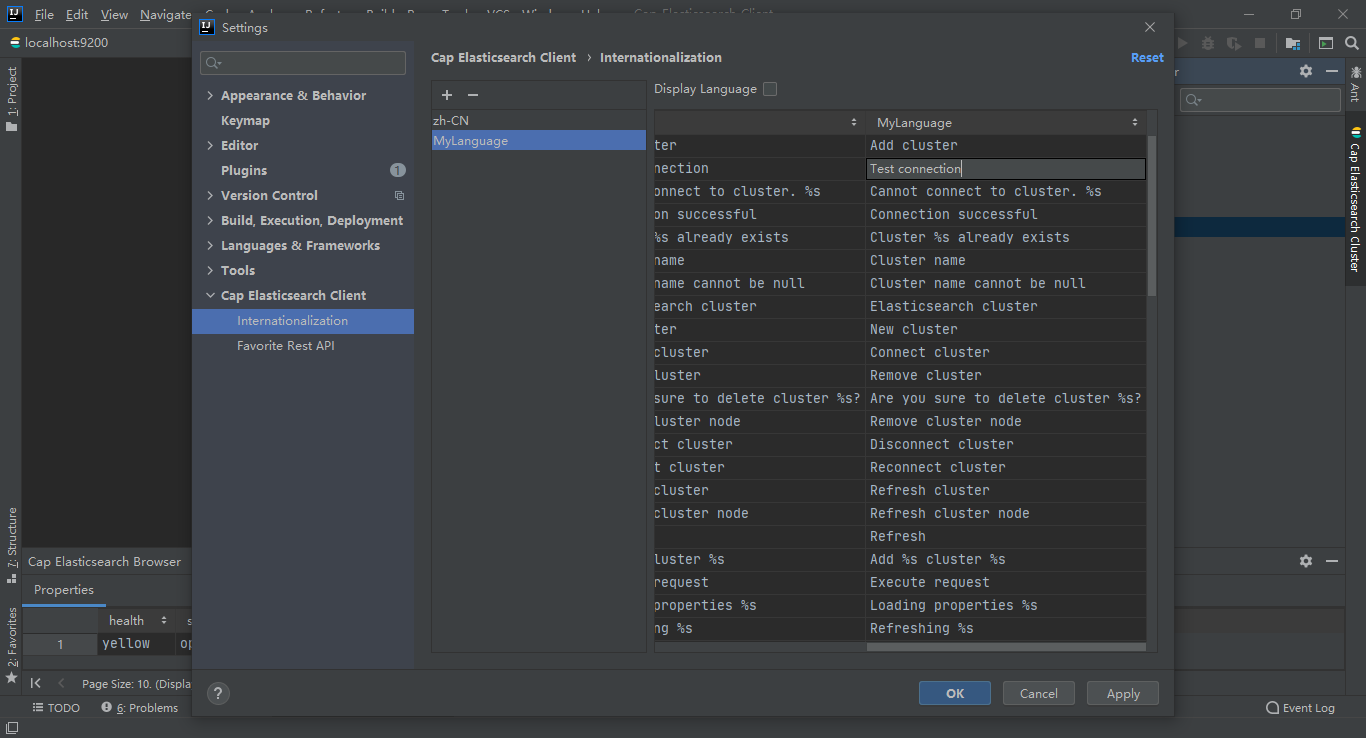 File Edit View Navigate
Settings
localhost:9200
Cap Elasticsearch Client › Internationalization
Reset
Display Language
1: Project
Ant
Cap Elasticsearch Cluster
Appearance & Behavior
Keymap
Editor
Plugins 1
Version Control
Build, Execution, Deployment
Languages & Frameworks
Tools
Cap Elasticsearch Client
Internationalization
Favorite Rest API
zh-CN
MyLanguage
MyLanguage
ter Add cluster
nection Test connection
onnect to cluster. %s Cannot connect to cluster. %s
on successful Connection successful
%s already exists Cluster %s already exists
name Cluster name
name cannot be null Cluster name cannot be null
earch cluster Elasticsearch cluster
ter New cluster
cluster Connect cluster
luster Remove cluster
sure to delete cluster %s? Are you sure to delete cluster %s?
luster node Remove cluster node
ct cluster Disconnect cluster
t cluster Reconnect cluster
cluster Refresh cluster
cluster node Refresh cluster node
Refresh
luster %s Add %s cluster %s
request Execute request
properties %s Loading properties %s
ng %s Refreshing %s
Z: Structure
2: Favorites
Cap Elasticsearch Browser
Properties
health s
1 yellow op
Page Size: 10. (Displa
? OK Cancel Apply
TODO 6: Problems Event Log